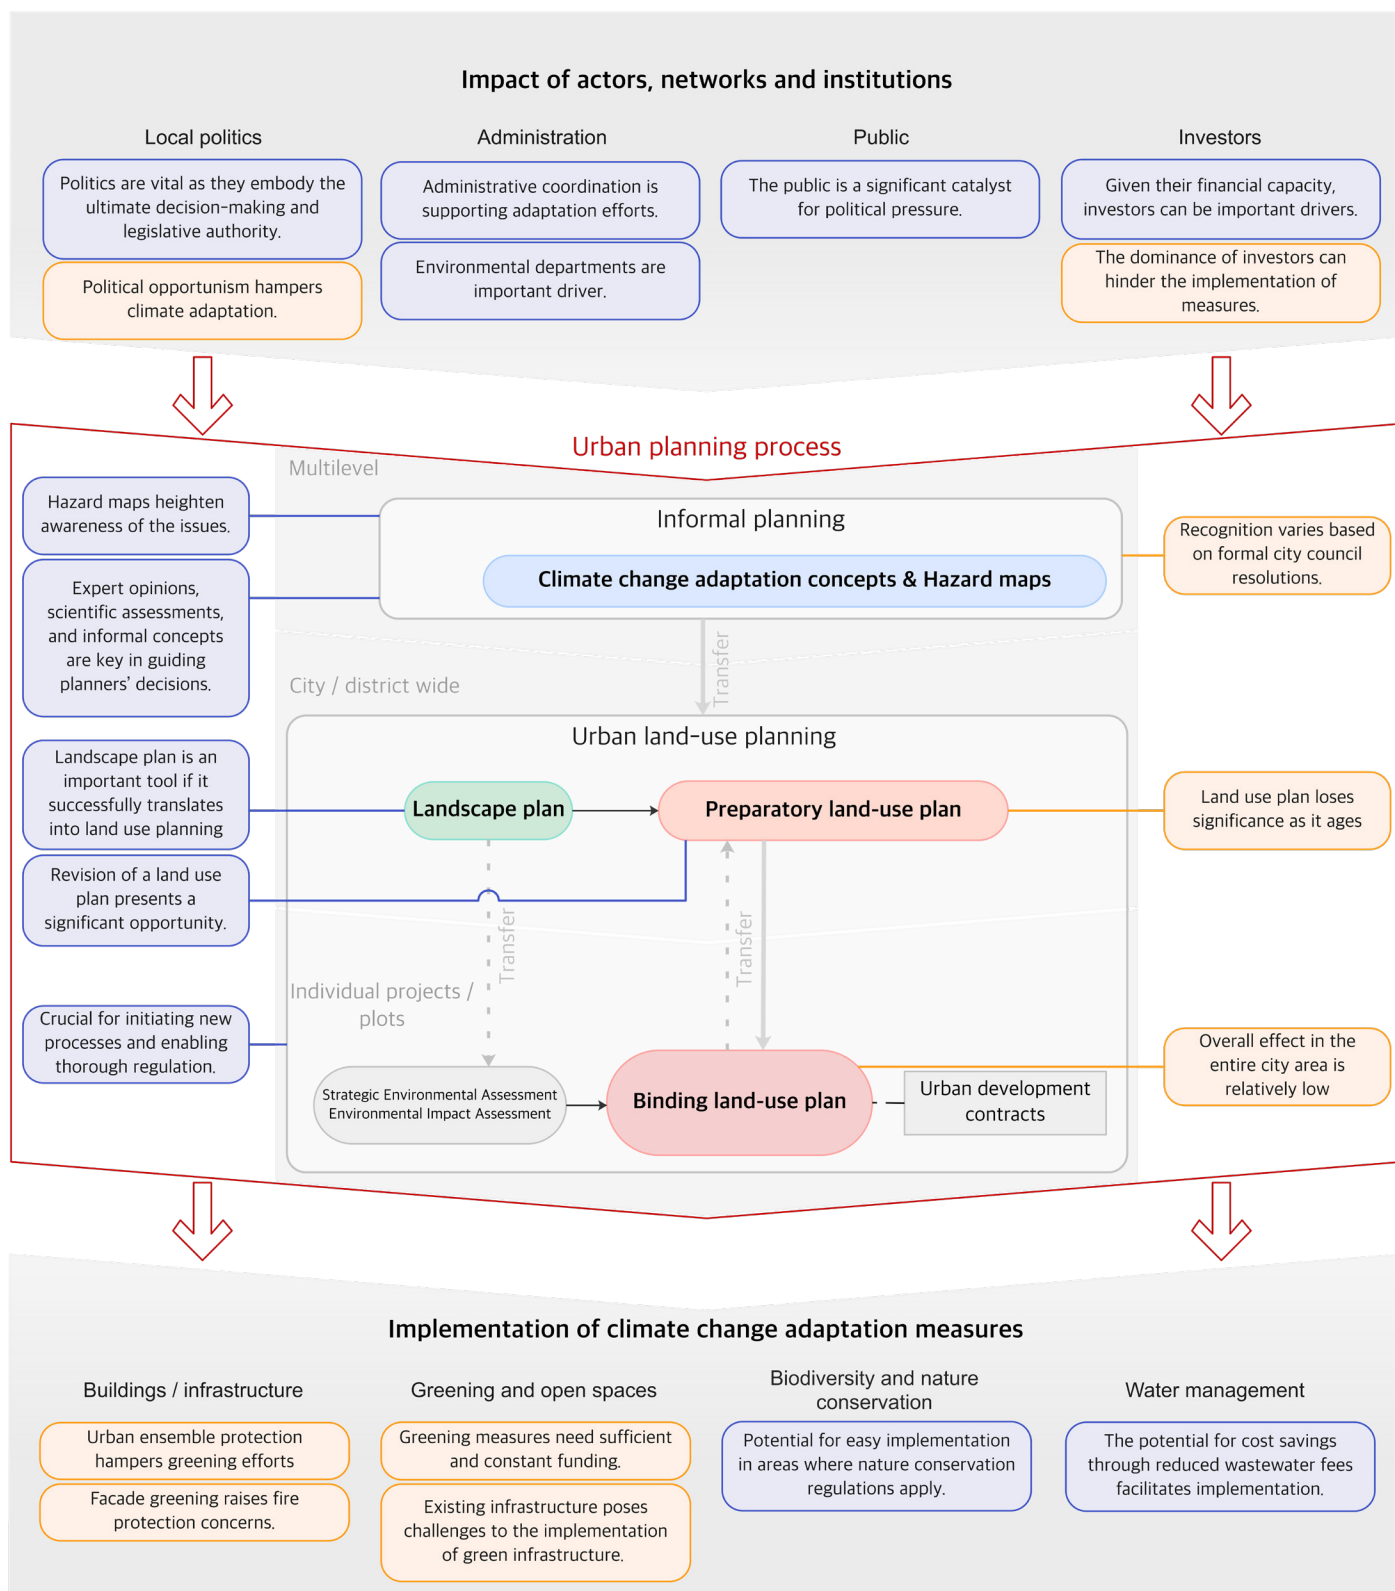 Impact of actors, networks and institutions
Local politics
Politics are vital as they embody the
ultimate decision-making and
legislative authority.
Political opportunism hampers
climate adaptation.
Administration
Administrative coordination is
supporting adaptation efforts.
Environmental departments are
important driver.
Public
The public is a significant catalyst
for political pressure.
Investors
Given their financial capacity,
investors can be important drivers.
The dominance of investors can
hinder the implementation of
measures.
Urban planning process
Multilevel
Hazard maps heighten
awareness of the issues.
Expert opinions,
scientific assessments,
and informal concepts
are key in guiding
planners' decisions.
Informal planning
Climate change adaptation concepts & Hazard maps
Recognition varies based
on formal city council
resolutions.
Transfer
City / district wide
Urban land-use planning
Landscape plan is an
important tool if it
successfully translates
into land use planning
Landscape plan
Preparatory land-use plan
Land use plan loses
significance as it ages
Revision of a land use
plan presents a
significant opportunity.
Transfer
Transfer
Individual projects /
plots
Crucial for initiating new
processes and enabling
thorough regulation.
Strategic Environmental Assessment
Environmental Impact Assessment
Binding land-use plan
Urban development
contracts
Overall effect in the
entire city area is
relatively low
Implementation of climate change adaptation measures
Buildings / infrastructure
Urban ensemble protection
hampers greening efforts
Facade greening raises fire
protection concerns.
Greening and open spaces
Greening measures need sufficient
and constant funding.
Existing infrastructure poses
challenges to the implementation
of green infrastructure.
Biodiversity and nature
conservation
Potential for easy implementation
in areas where nature conservation
regulations apply.
Water management
The potential for cost savings
through reduced wastewater fees
facilitates implementation.